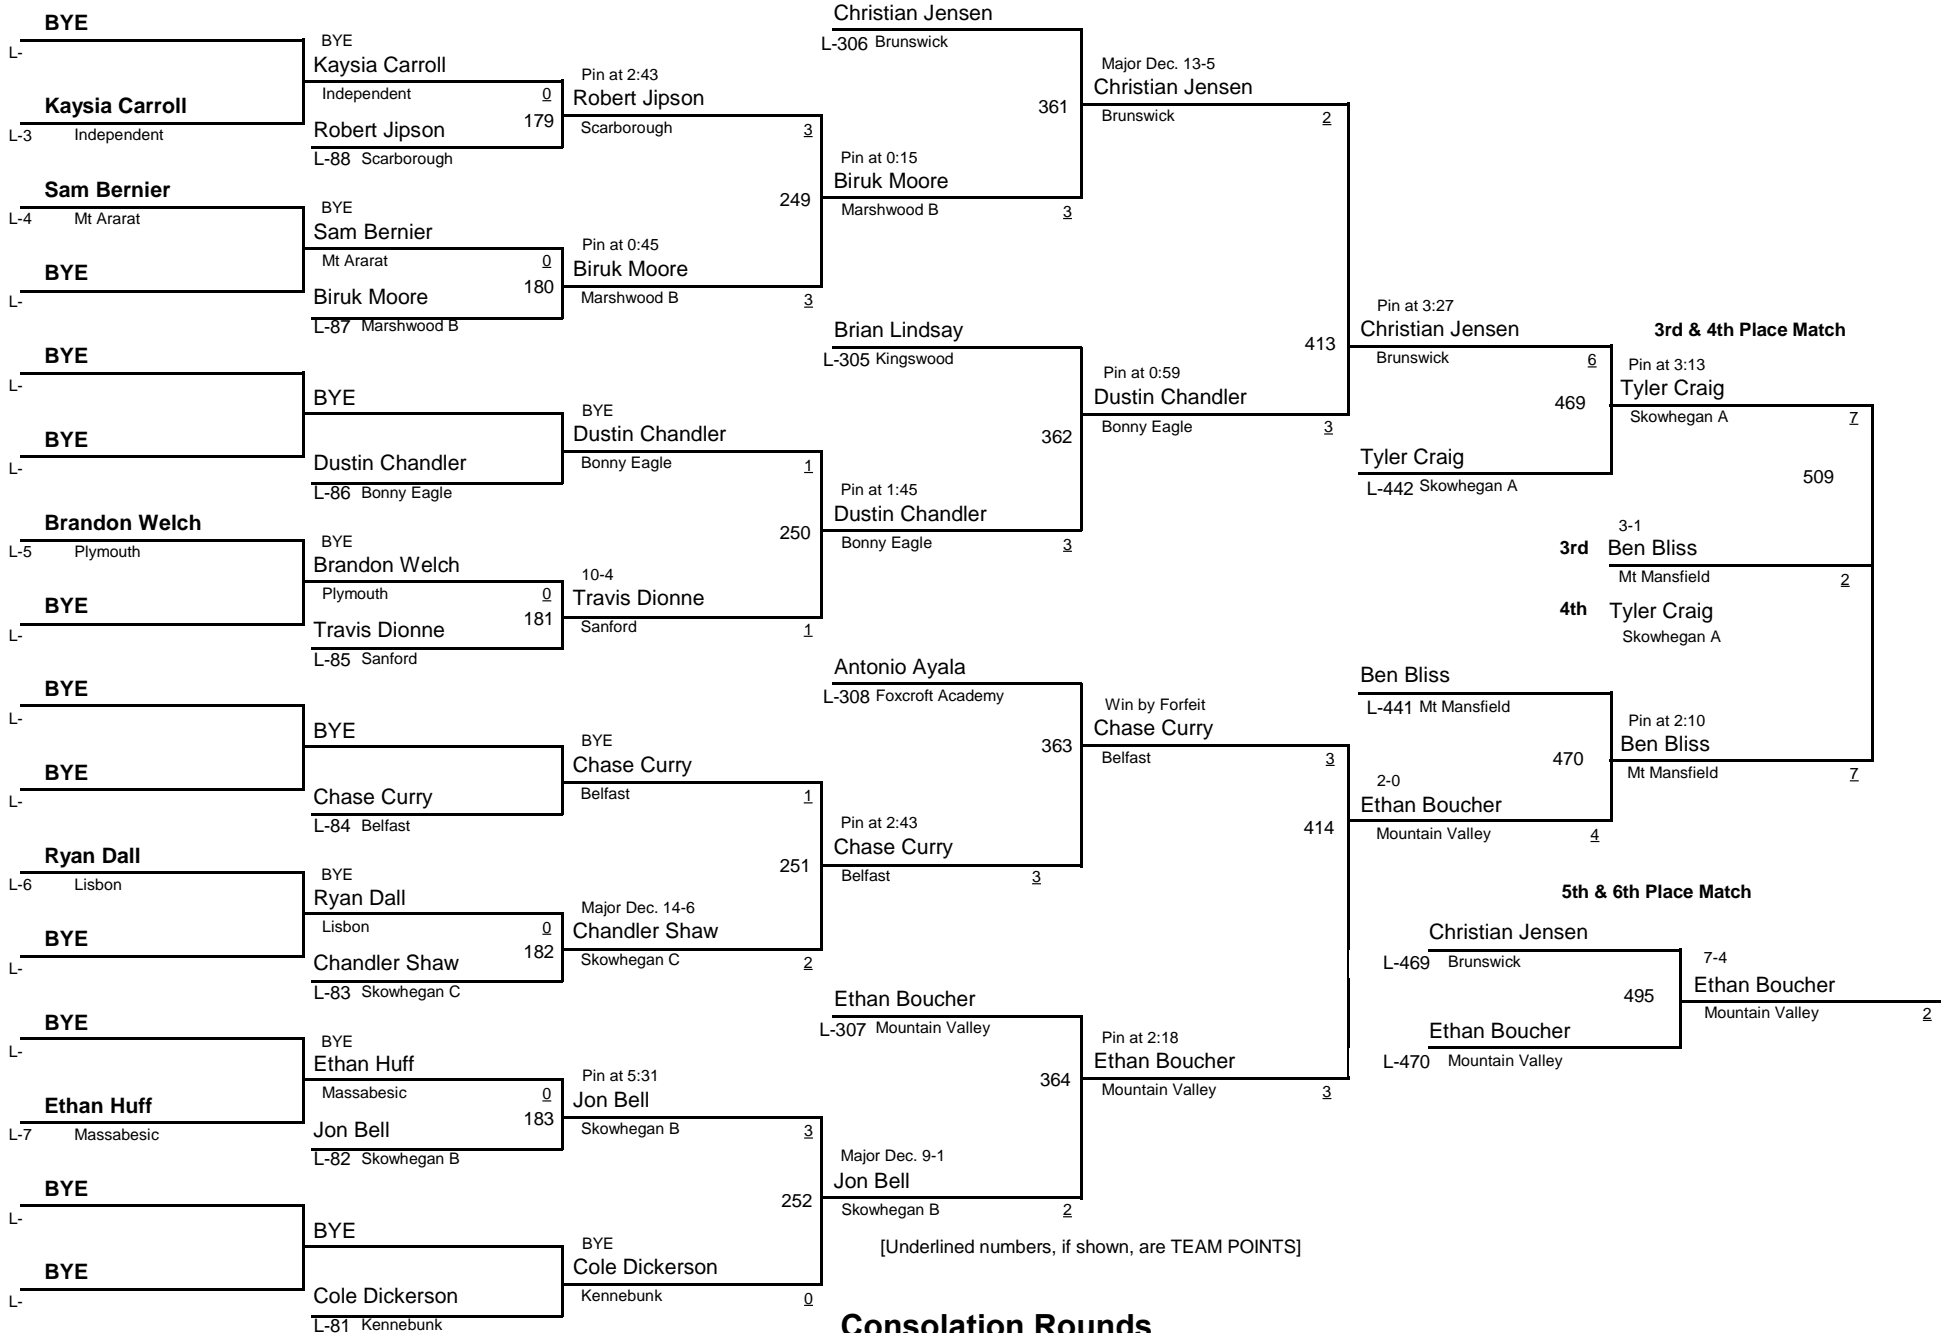 BYE
L-
Kaysia Carroll
L-3 Independent
Sam Bernier
L-4 Mt Ararat
BYE
L-
BYE
L-
BYE
L-
Brandon Welch
L-5 Plymouth
BYE
L-
BYE
L-
BYE
L-
Ryan Dall
L-6 Lisbon
BYE
L-
BYE
L-
Ethan Huff
L-7 Massabesic
BYE
L-
BYE
L-
BYE
Kaysia Carroll
Independent 0
179
Robert Jipson
L-88 Scarborough
BYE
Sam Bernier
Mt Ararat 0
180
Biruk Moore
L-87 Marshwood B
BYE
Dustin Chandler
L-86 Bonny Eagle
BYE
Brandon Welch
Plymouth 0
181
Travis Dionne
L-85 Sanford
BYE
Chase Curry
L-84 Belfast
BYE
Ryan Dall
Lisbon 0
182
Chandler Shaw
L-83 Skowhegan C
BYE
Ethan Huff
Massabesic 0
183
Jon Bell
L-82 Skowhegan B
BYE
Cole Dickerson
L-81 Kennebunk
Pin at 2:43
Robert Jipson
Scarborough 3
249
Pin at 0:45
Biruk Moore
Marshwood B 3
BYE
Dustin Chandler
Bonny Eagle 1
250
10-4
Travis Dionne
Sanford 1
BYE
Chase Curry
Belfast 1
251
Major Dec. 14-6
Chandler Shaw
Skowhegan C 2
Pin at 5:31
Jon Bell
Skowhegan B 3
252
BYE
Cole Dickerson
Kennebunk 0
Christian Jensen
L-306 Brunswick
361
Pin at 0:15
Biruk Moore
Marshwood B 3
Brian Lindsay
L-305 Kingswood
362
Pin at 1:45
Dustin Chandler
Bonny Eagle 3
Antonio Ayala
L-308 Foxcroft Academy
363
Pin at 2:43
Chase Curry
Belfast 3
Ethan Boucher
L-307 Mountain Valley
364
Major Dec. 9-1
Jon Bell
Skowhegan B 2
Major Dec. 13-5
Christian Jensen
Brunswick 2
413
Pin at 0:59
Dustin Chandler
Bonny Eagle 3
Win by Forfeit
Chase Curry
Belfast 3
414
Pin at 2:18
Ethan Boucher
Mountain Valley 3
Pin at 3:27
Christian Jensen
Brunswick 6
469
Tyler Craig
L-442 Skowhegan A
Ben Bliss
L-441 Mt Mansfield
470
2-0
Ethan Boucher
Mountain Valley 4
3rd & 4th Place Match
Pin at 3:13
Tyler Craig
Skowhegan A 7
509
3-1
3rd Ben Bliss
Mt Mansfield 2
4th Tyler Craig
Skowhegan A
Pin at 2:10
Ben Bliss
Mt Mansfield 7
5th & 6th Place Match
Christian Jensen
L-469 Brunswick
495
Ethan Boucher
L-470 Mountain Valley
7-4
Ethan Boucher
Mountain Valley 2
[Underlined numbers, if shown, are TEAM POINTS]
Consolation Rounds